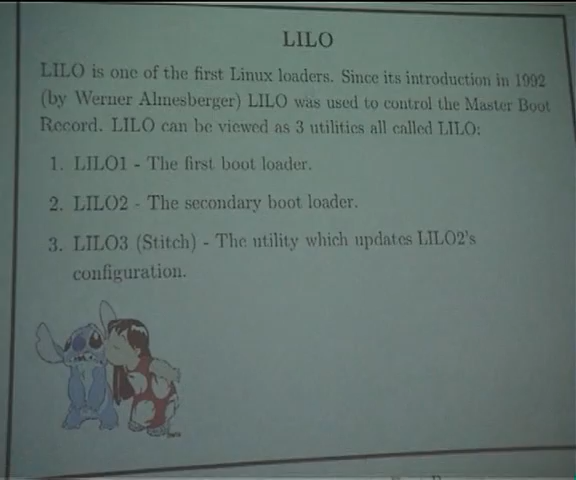 LILO
LILO is one of the first Linux loaders. Since its introduction in 1992
(by Werner Almesberger) LILO was used to control the Master Boot
Record. LILO can be viewed as 3 utilities all called LILO:
1. LILO1 - The first boot loader.
2. LILO2 - The secondary boot loader.
3. LILO3 (Stitch) - The utility which updates LILO2's
configuration.